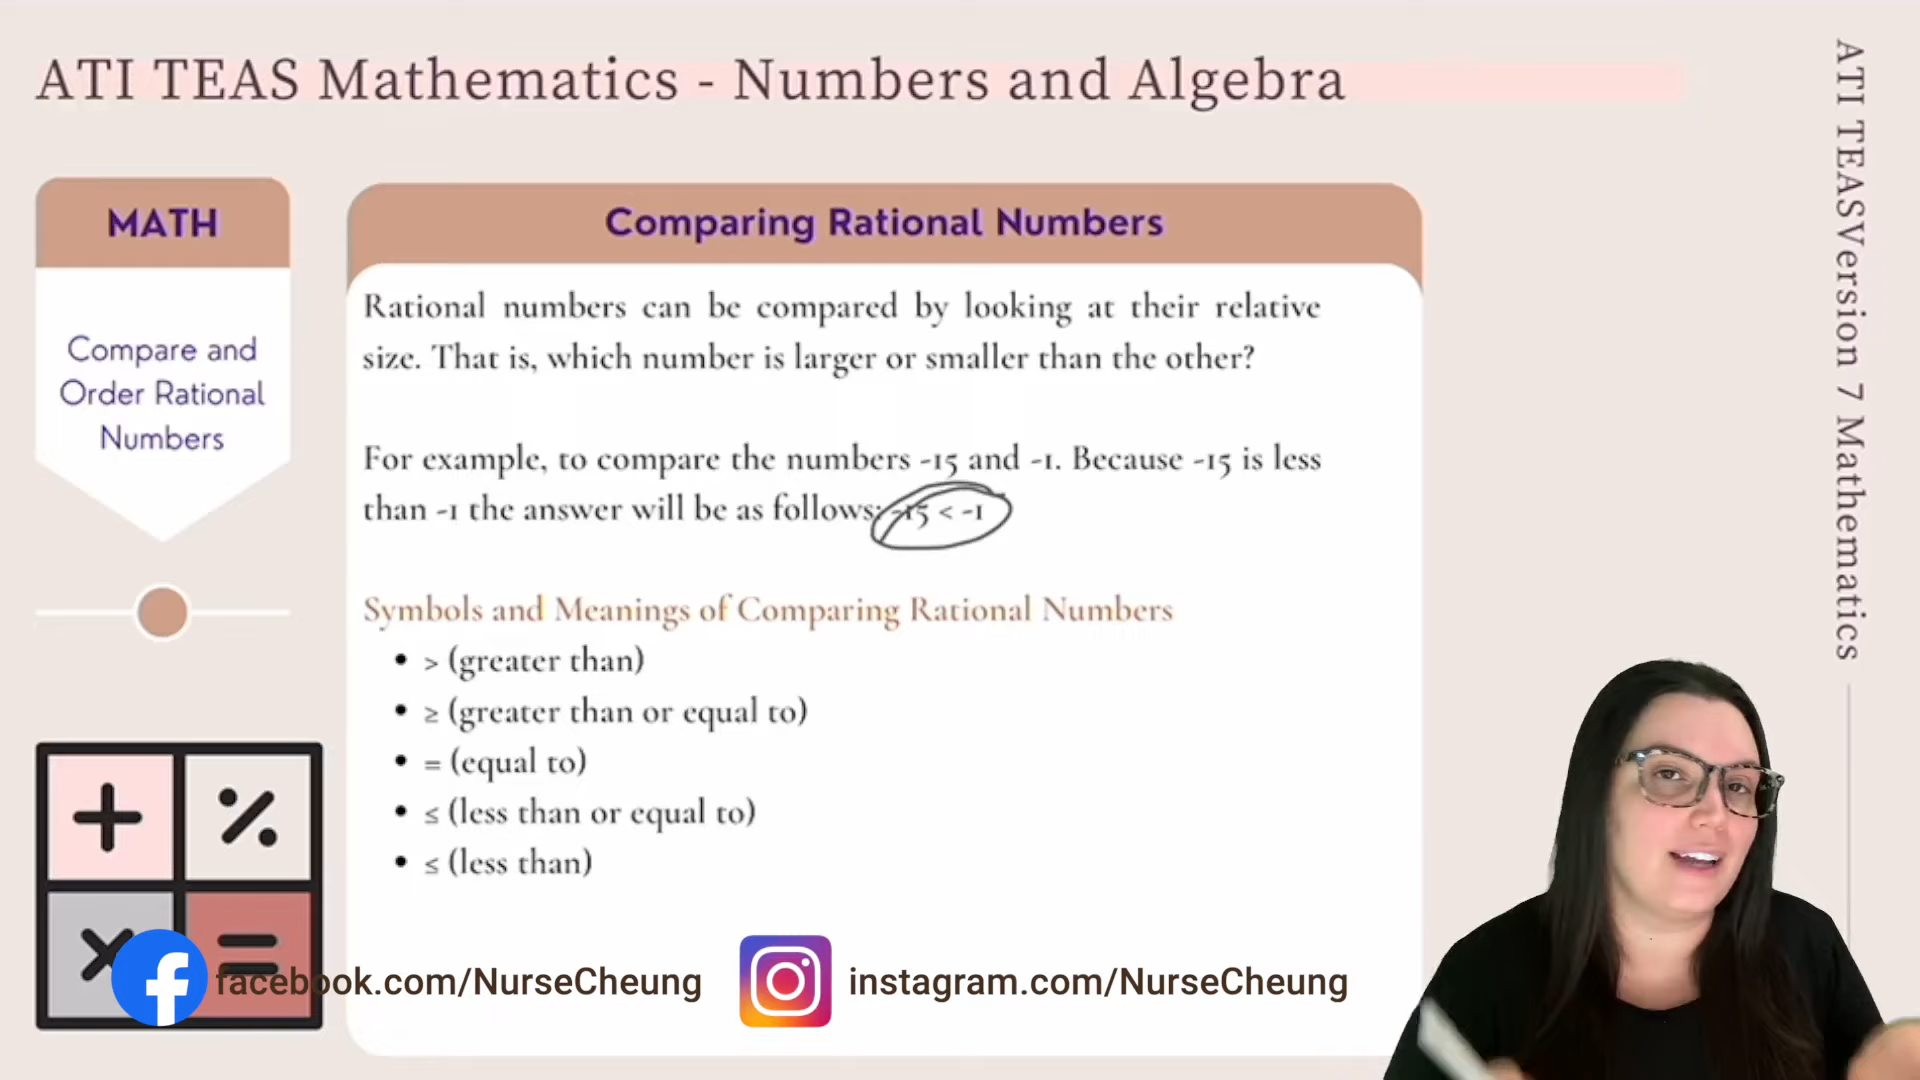 ATI TEAS Mathematics - Numbers and Algebra
MATH
Compare and
Order Rational
Numbers
Comparing Rational Numbers
Rational numbers can be compared by looking at their relative
size. That is, which number is larger or smaller than the other?
For example, to compare the numbers -15 and -1. Because -15 is less
than -1 the answer will be as follows: -15 < -1
Symbols and Meanings of Comparing Rational Numbers
• > (greater than)
• ≥ (greater than or equal to)
• = (equal to)
• ≤ (less than or equal to)
• ≤ (less than)
facebook.com/NurseCheung
instagram.com/NurseCheung
ATI TEASVersion 7 Mathematics